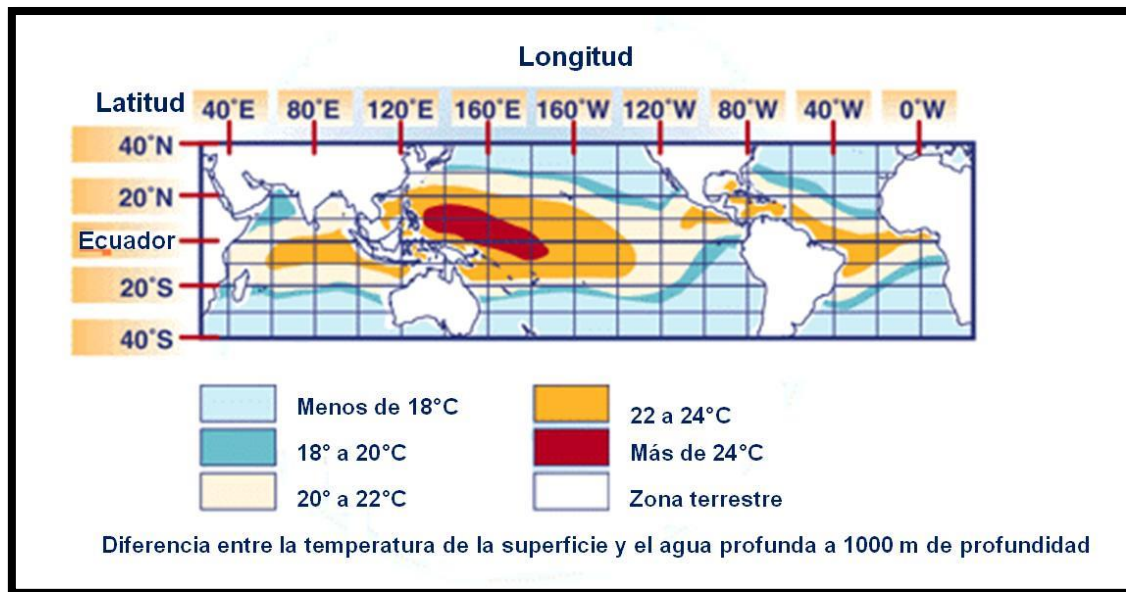 Longitud
Latitud 40°E 80°E 120°E 160°E 160°W 120°W 80°W 40°W 0°W
40°N
20°N
Ecuador
20°S
40°S
Menos de 18°C
22 a 24°C
18° a 20°C
Más de 24°C
20° a 22°C
Zona terrestre
Diferencia entre la temperatura de la superficie y el agua profunda a 1000 m de profundidad